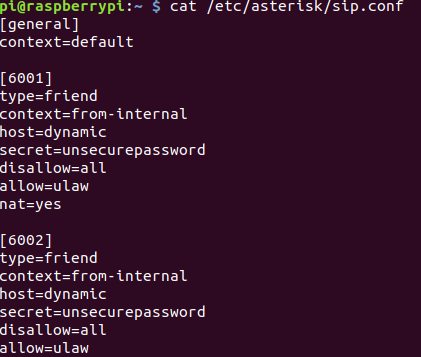 pi@raspberrypi:~ $ cat /etc/asterisk/sip.conf
[general]
context=default

[6001]
type=friend
context=from-internal
host=dynamic
secret=unsecurepassword
disallow=all
allow=ulaw
nat=yes

[6002]
type=friend
context=from-internal
host=dynamic
secret=unsecurepassword
disallow=all
allow=ulaw